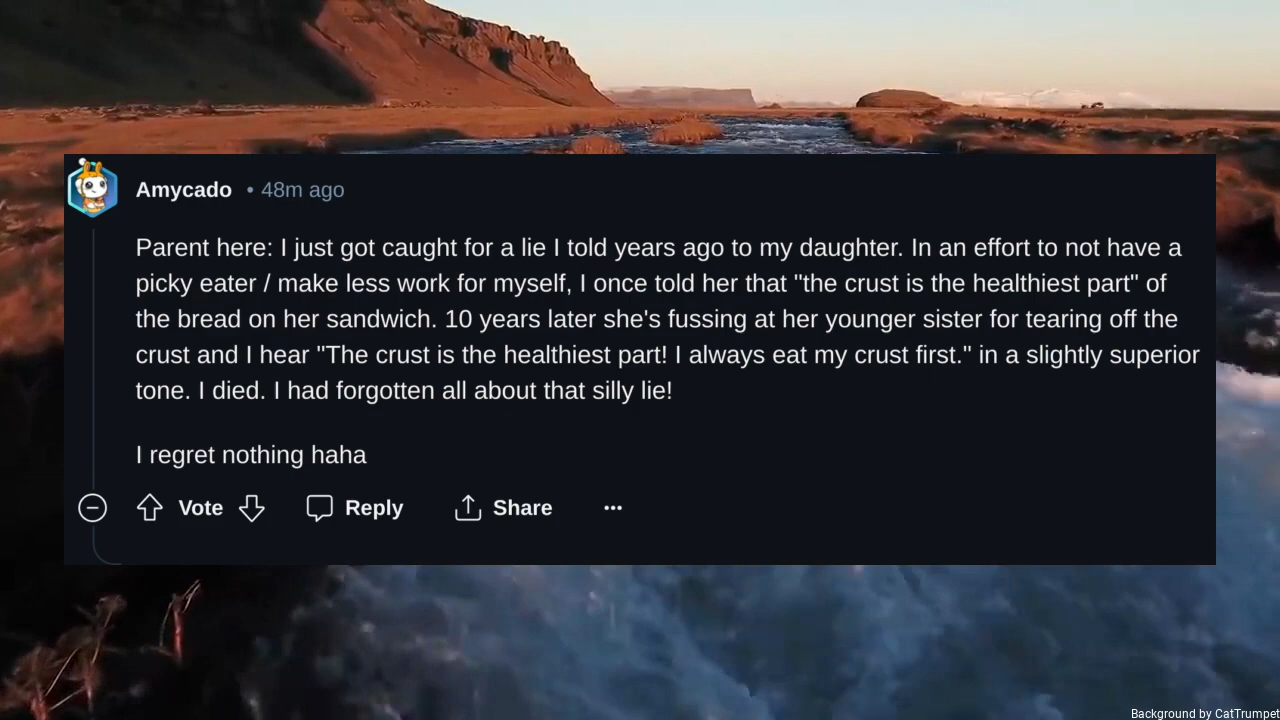 Amycado • 48m ago
Parent here: I just got caught for a lie I told years ago to my daughter. In an effort to not have a
picky eater / make less work for myself, I once told her that "the crust is the healthiest part" of
the bread on her sandwich. 10 years later she's fussing at her younger sister for tearing off the
crust and I hear "The crust is the healthiest part! I always eat my crust first." in a slightly superior
tone. I died. I had forgotten all about that silly lie!
I regret nothing haha
Vote Reply Share
Background by CatTrumpet